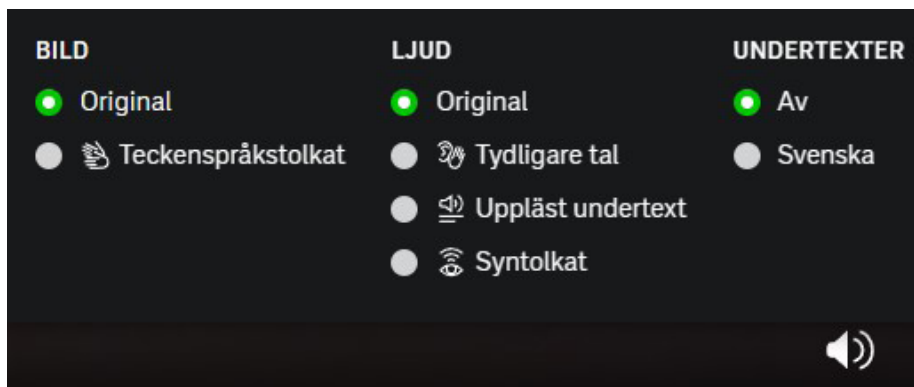 BILD
Original
Teckenspråkstolkat
LJUD
Original
Tydligare tal
Uppläst undertext
Syntolkat
UNDERTEXTER
Av
Svenska